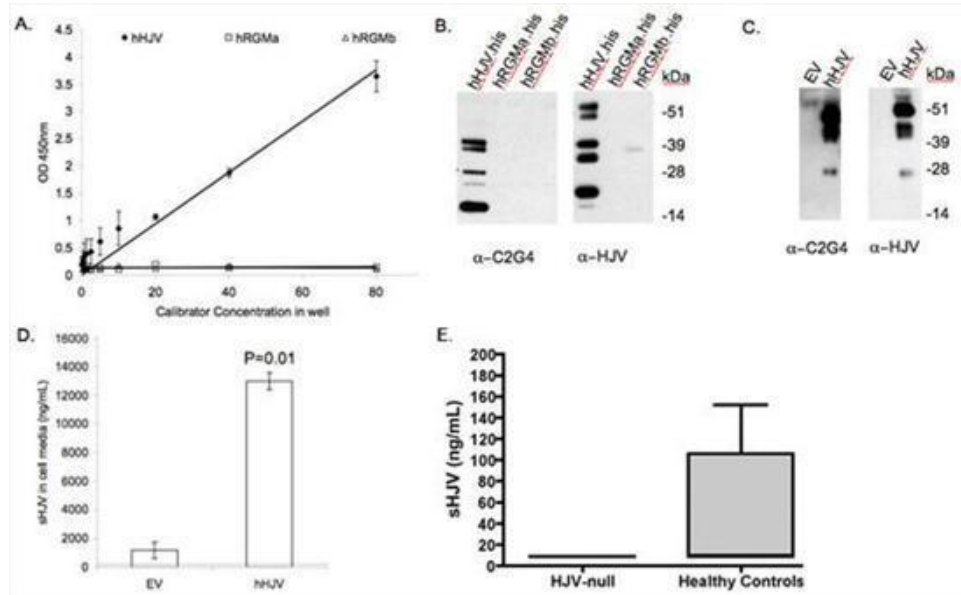 A.
hHJV hRGMa hRGMb
4.5
4
3.5
3
2.5
2
1.5
1
0.5
0
OD 450nm
0 20 40 60 80
Calibrator Concentration in well
B.
hHJV.his
hRGMa.his
hRGMb.his
hHJV.his
hRGMa.his
hRGMb.his
kDa
-51
-39
-28
-14
α-C2G4 α-HJV
C.
EV
hHJV
EV
hHJV
kDa
-51
-39
-28
-14
α-C2G4 α-HJV
D.
16000
14000
12000
10000
8000
6000
4000
2000
0
sHJV in cell media (ng/mL)
P=0.01
EV hHJV
E.
200
180
160
140
120
100
80
60
40
20
0
sHJV (ng/mL)
HJV-null Healthy Controls